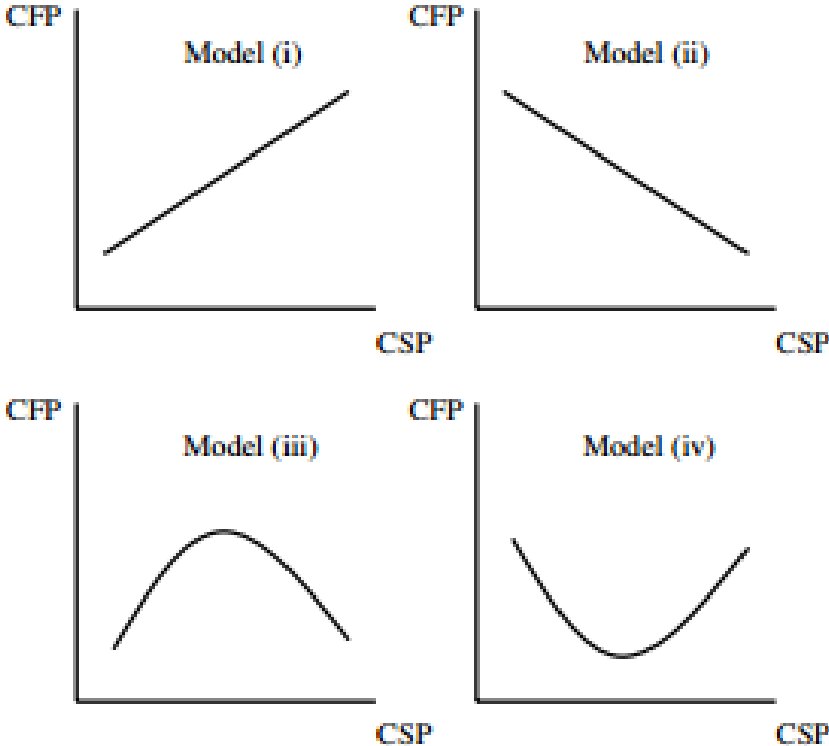 CFP
Model (i)
CSP
CFP
Model (ii)
CSP
CFP
Model (iii)
CSP
CFP
Model (iv)
CSP